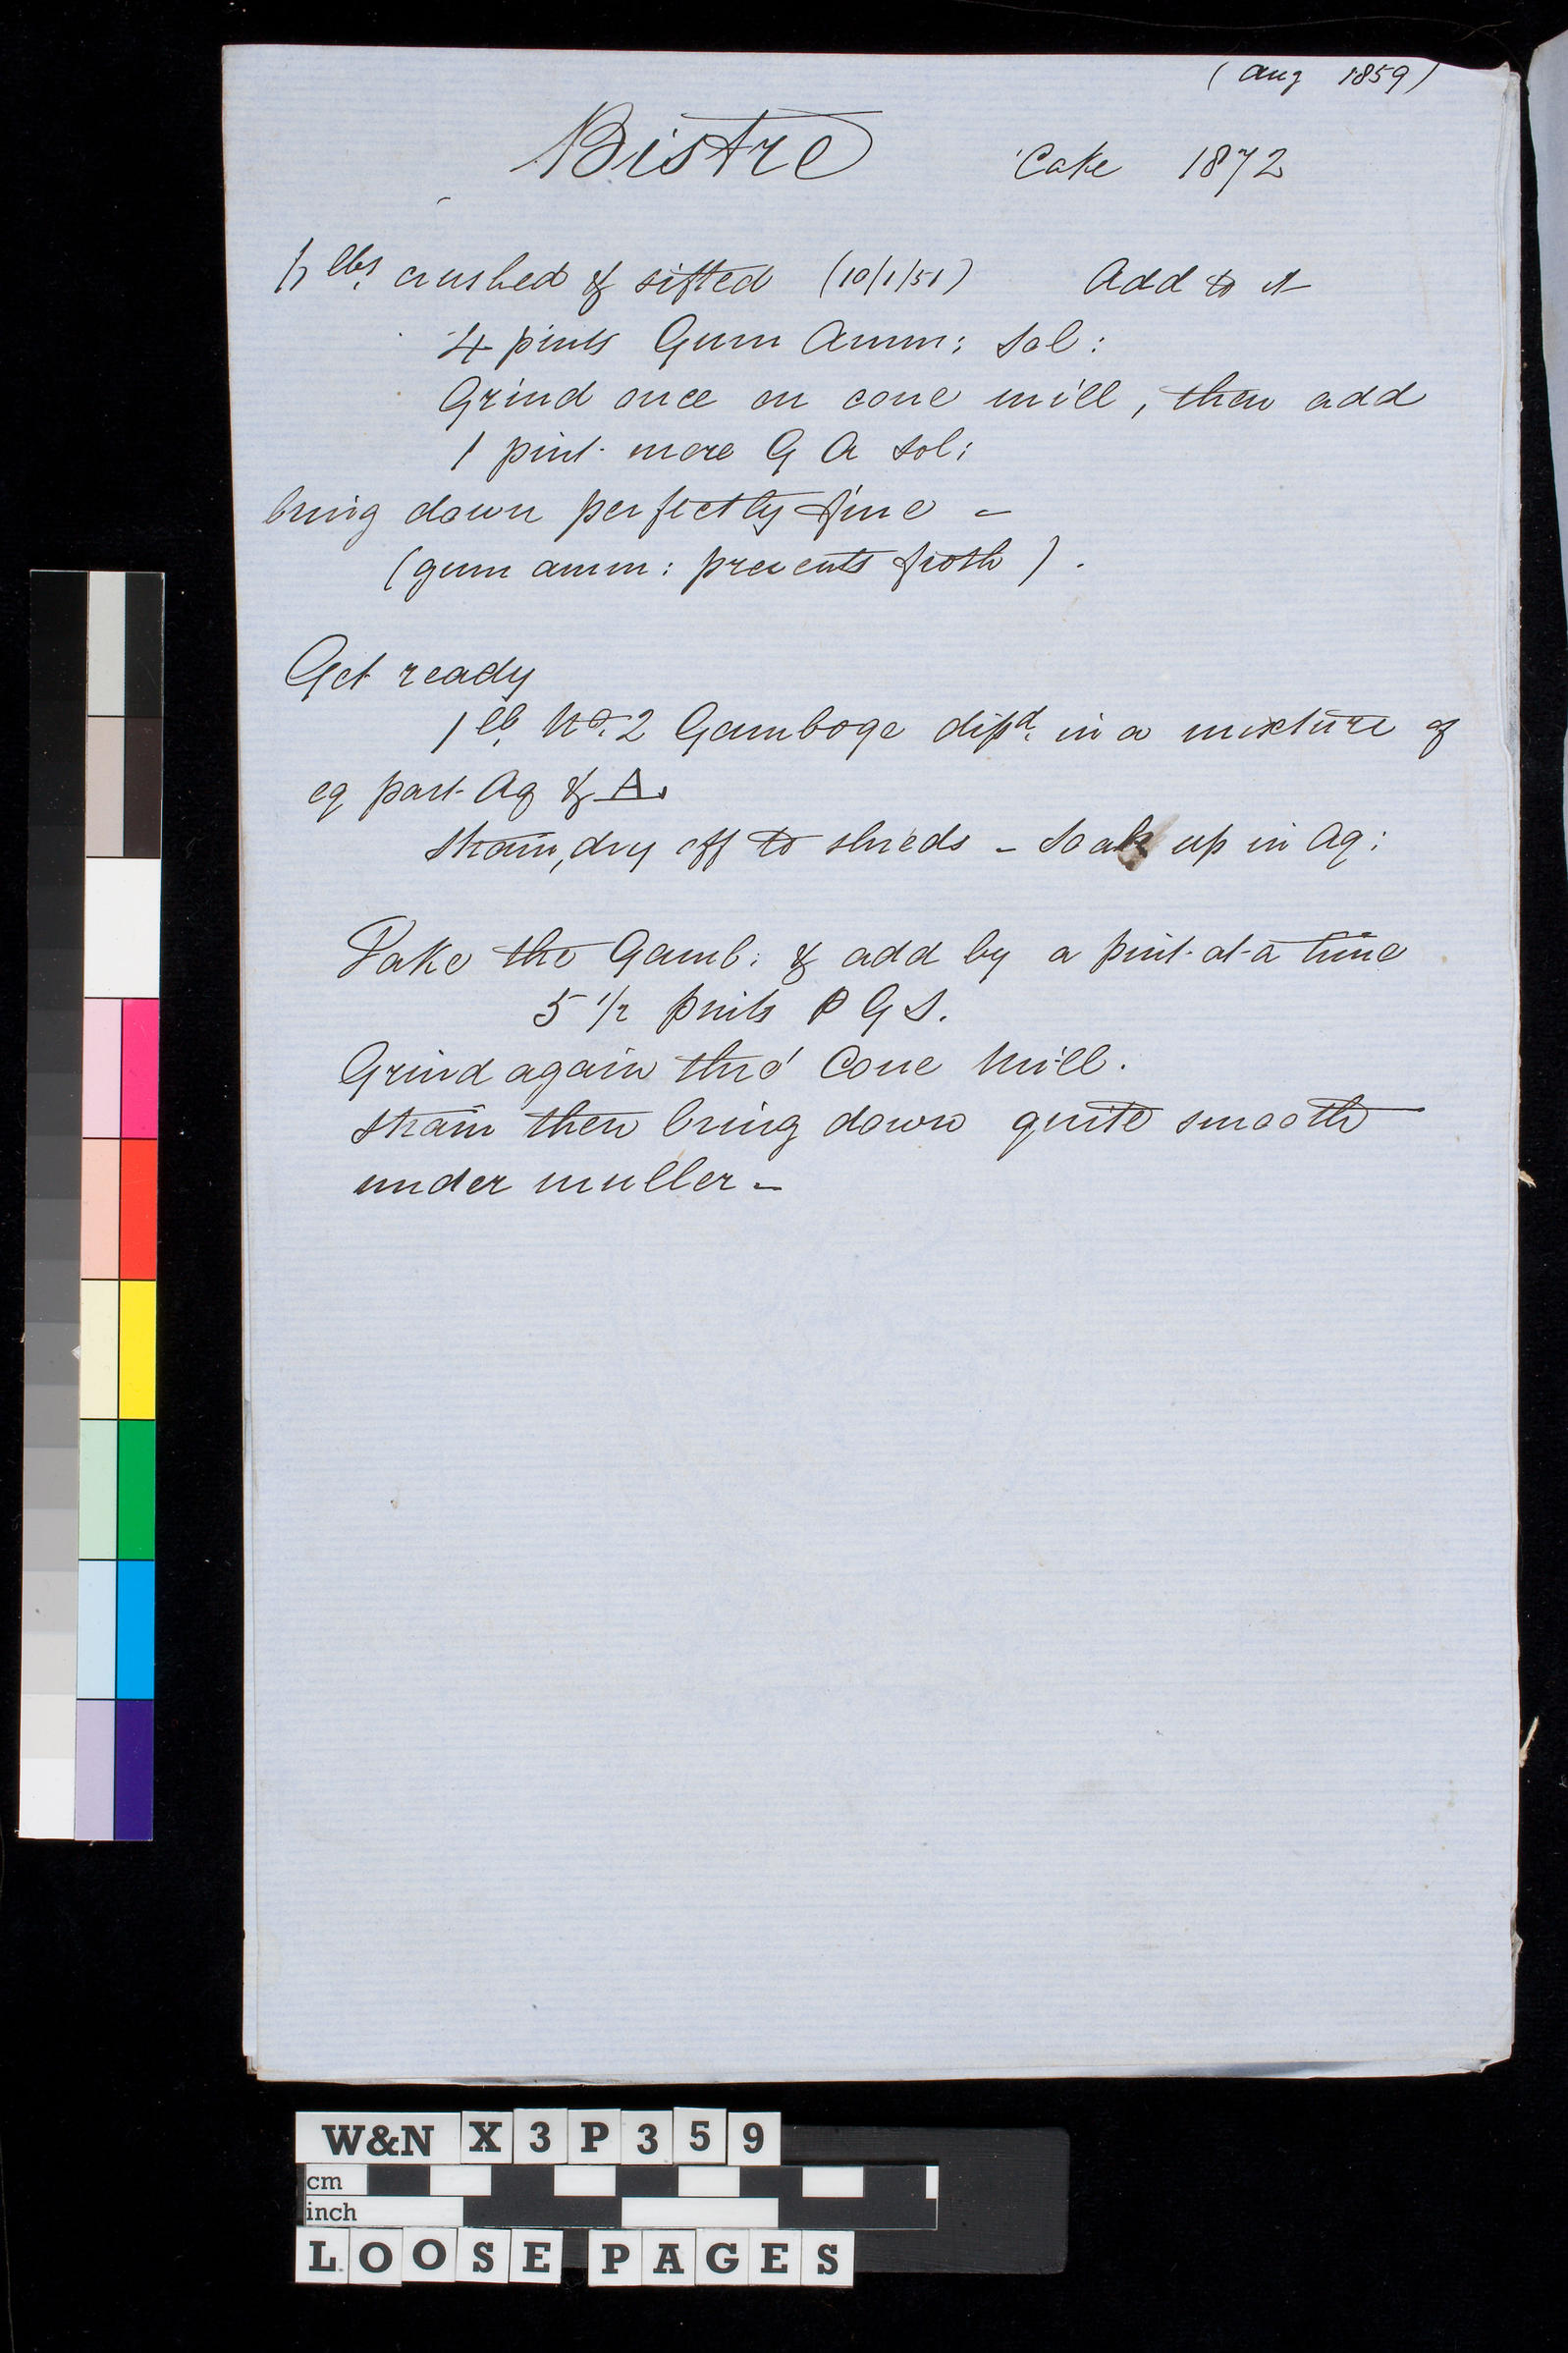 (Aug 1859)
Bistre Cake 1872
lbs. crushed & sifted (10/1/51) Add to it
4 pints Gum Amm: Sol:
Grind once on cone mill, then add
1 pint more G A Sol:
bring down perfectly fine –
(gum amm: prevents froth).
Get ready
1 lb. No. 2 Gamboge dissd. in a mixture of
eq part Aq & A.
Strain, dry off to shreds – Soak up in Aq:
Take the Gamb: & add by a pint-at-a time
5 1/2 pints P G S.
Grind again thro' Cone Mill.
Strain then bring down quite smooth
under muller –
W&N X3P359
cm
inch
LOOSE PAGES